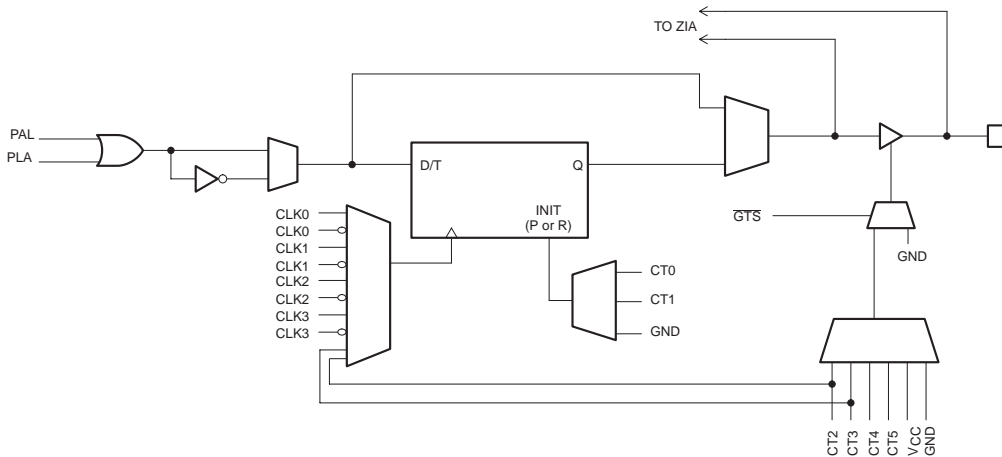 TO ZIA
PAL
PLA
D/T
Q
INIT
(P or R)
CLK0
CLK0
CLK1
CLK1
CLK2
CLK2
CLK3
CLK3
CT0
CT1
GND
GTS
GND
CT2
CT3
CT4
CT5
VCC
GND